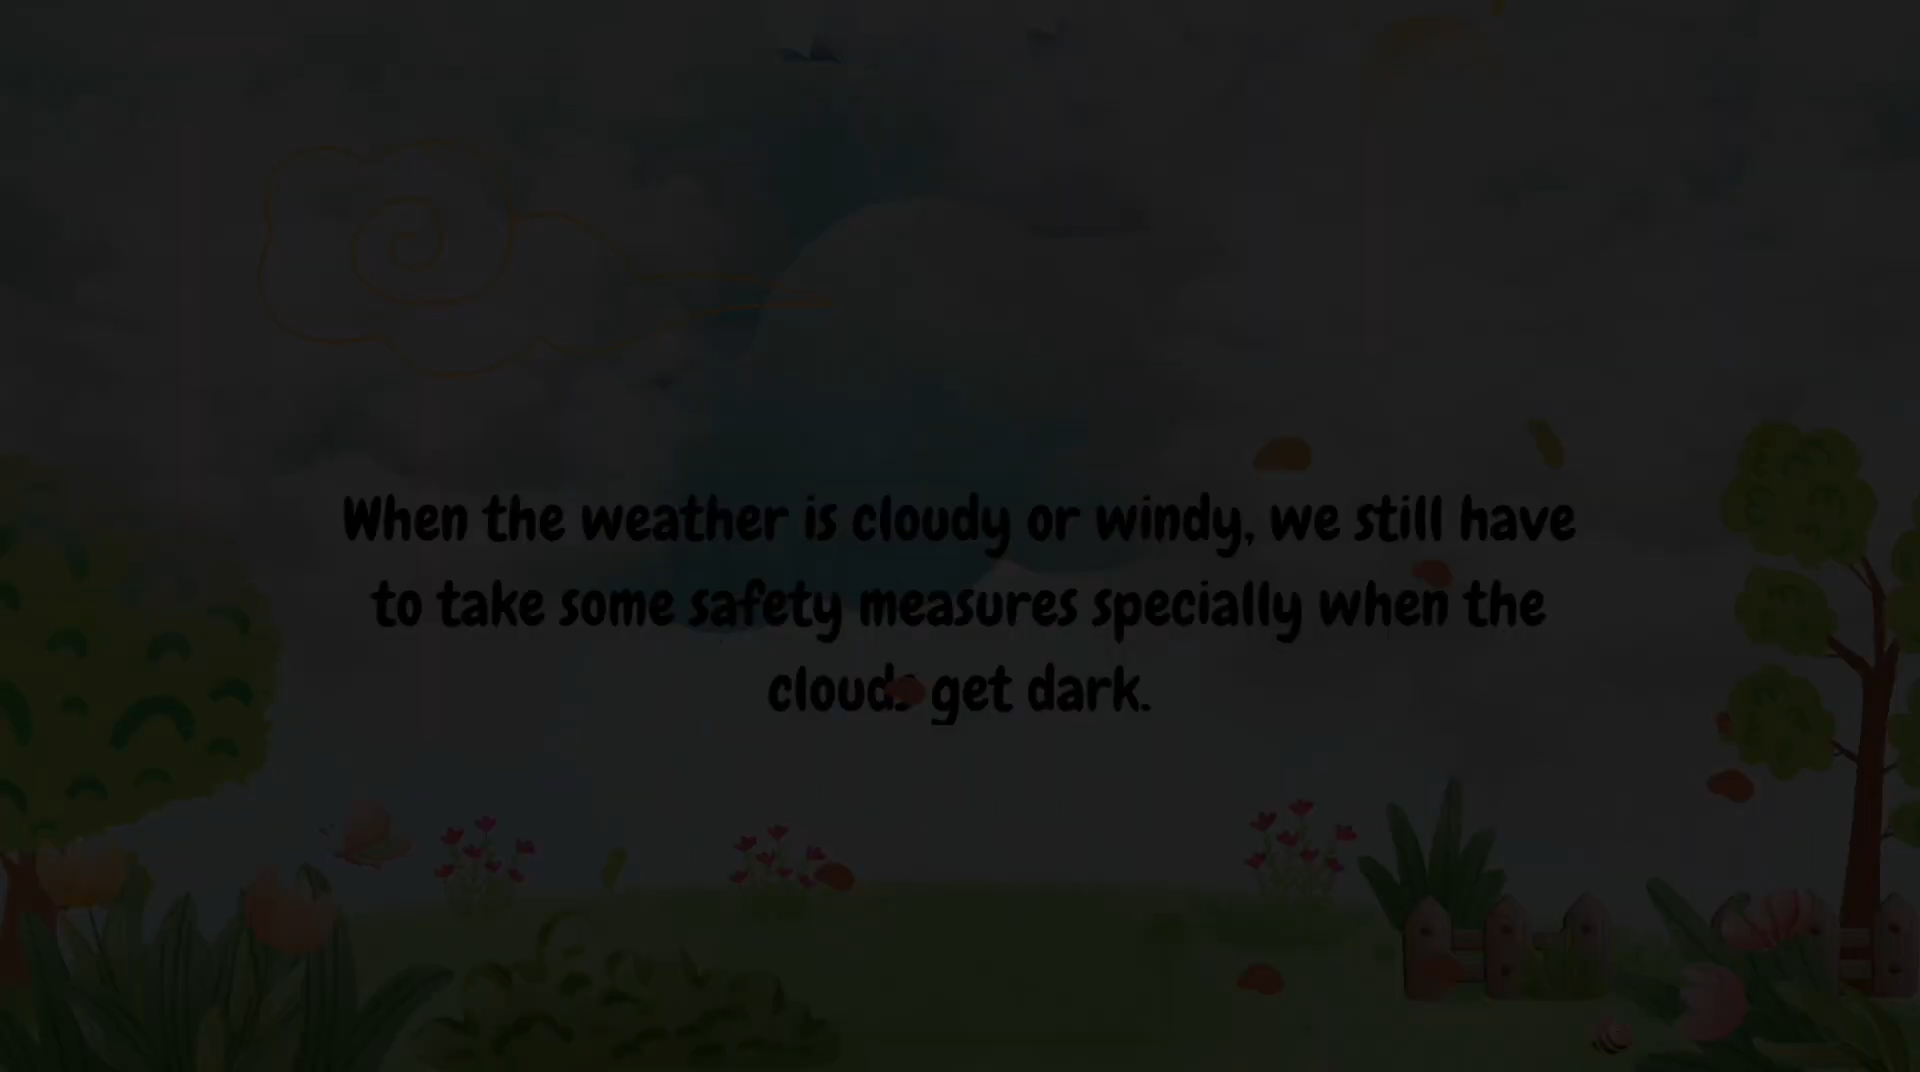 When the weather is cloudy or windy, we still have
to take some safety measures specially when the
clouds get dark.